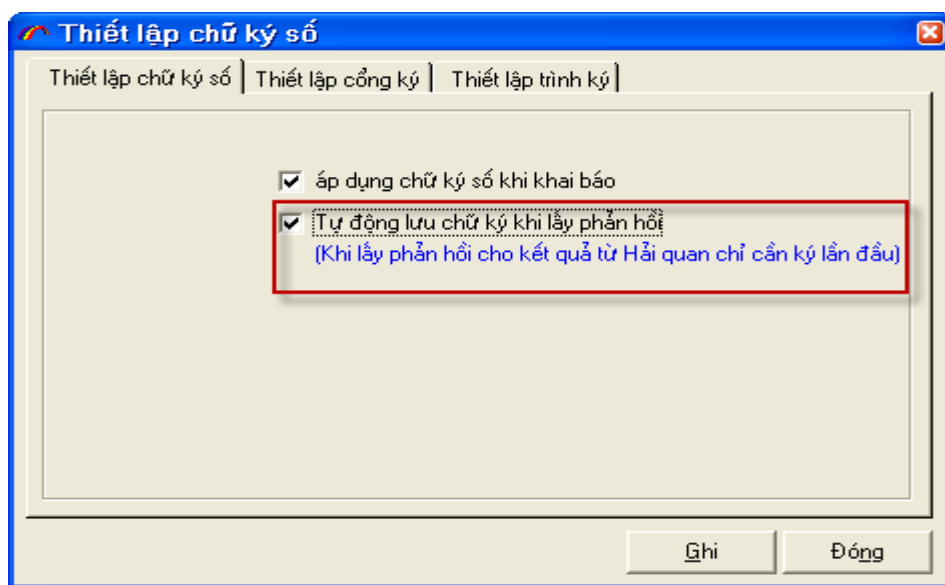 Thiết lập chữ ký số
Thiết lập chữ ký số Thiết lập cổng ký Thiết lập trình ký
áp dụng chữ ký số khi khai báo
Tự động lưu chữ ký khi lấy phản hồi
(Khi lấy phản hồi cho kết quả từ Hải quan chỉ cần ký lần đầu)
Ghi Đóng